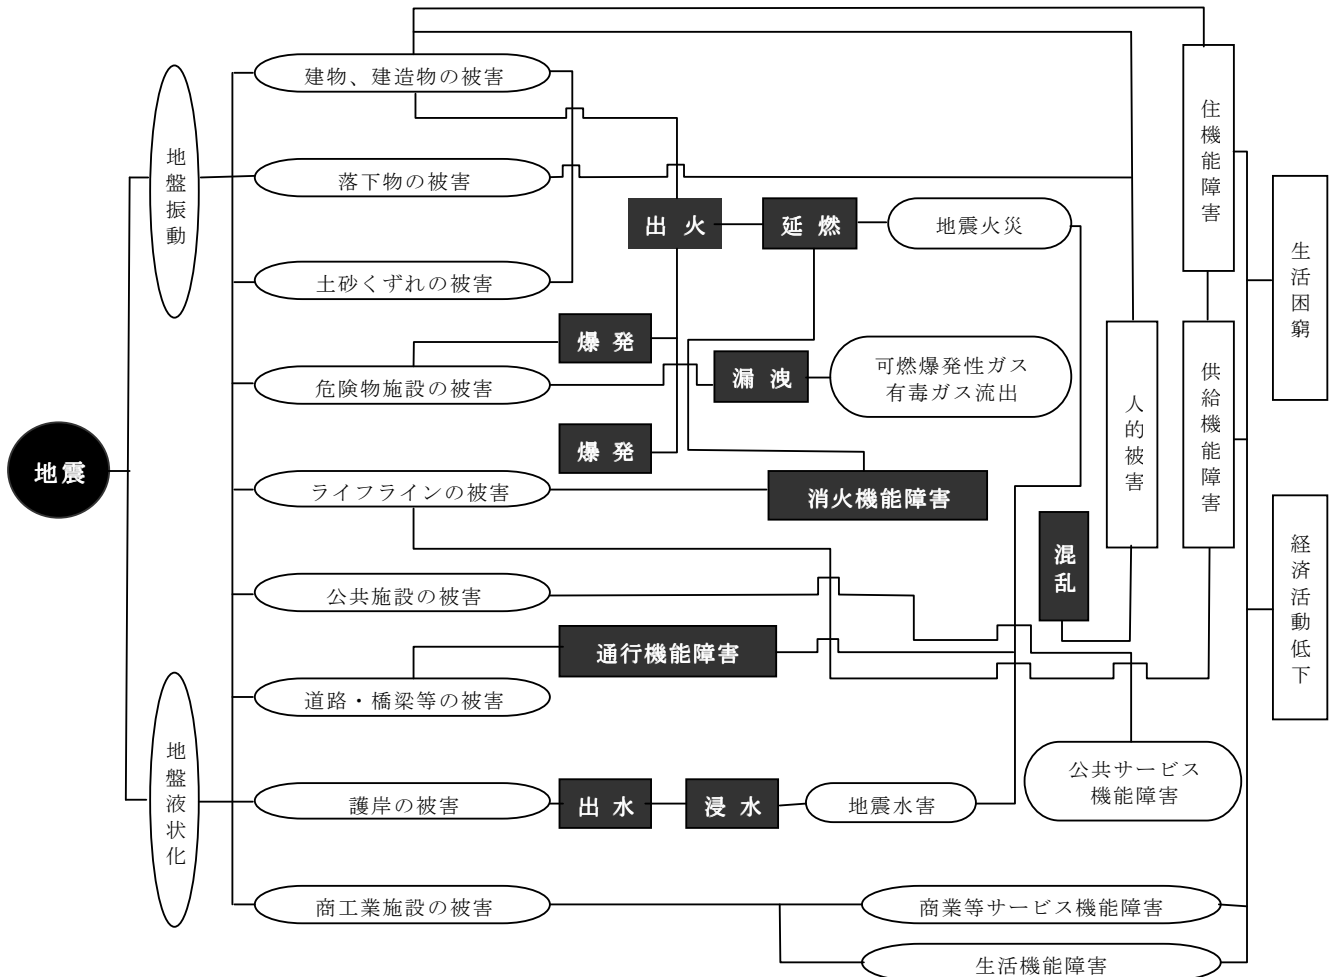 地震
地盤振動
地盤液状化
建物、建造物の被害
落下物の被害
土砂くずれの被害
危険物施設の被害
ライフラインの被害
公共施設の被害
道路・橋梁等の被害
護岸の被害
商工業施設の被害
出火
延燃
地震火災
爆発
漏洩
可燃爆発性ガス
有毒ガス流出
爆発
消火機能障害
通行機能障害
出水
浸水
地震水害
混乱
人的被害
住機能障害
供給機能障害
公共サービス
機能障害
商業等サービス機能障害
生活機能障害
生活困窮
経済活動低下